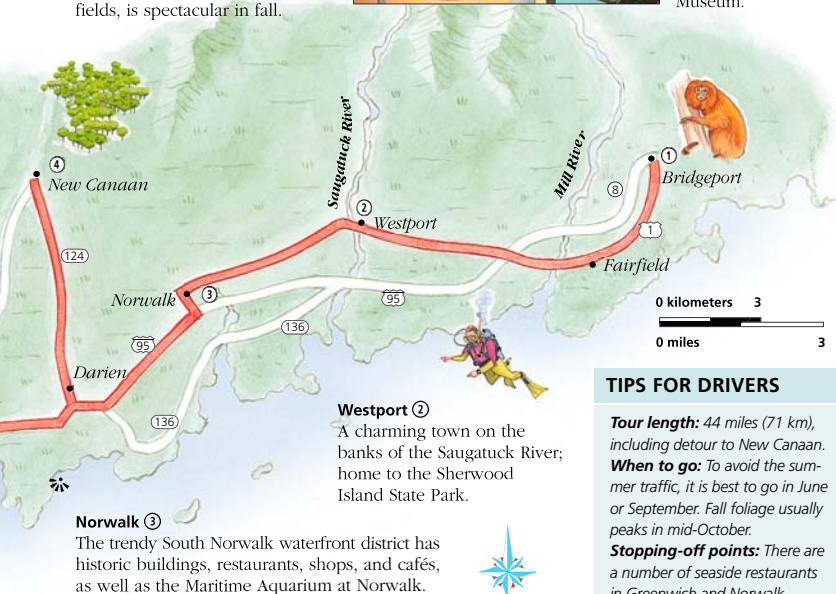 fields, is spectacular in fall.
Museum.
Saugatuck River
Mill River
4
New Canaan
1
Bridgeport
8
2
Westport
1
124
Fairfield
Norwalk
3
95
0 kilometers 3
136
95
0 miles 3
Darien
136
Westport 2
A charming town on the
banks of the Saugatuck River;
home to the Sherwood
Island State Park.
Norwalk 3
The trendy South Norwalk waterfront district has
historic buildings, restaurants, shops, and cafés,
as well as the Maritime Aquarium at Norwalk.
TIPS FOR DRIVERS
Tour length: 44 miles (71 km),
including detour to New Canaan.
When to go: To avoid the sum-
mer traffic, it is best to go in June
or September. Fall foliage usually
peaks in mid-October.
Stopping-off points: There are
a number of seaside restaurants
in Greenwich and Norwalk.